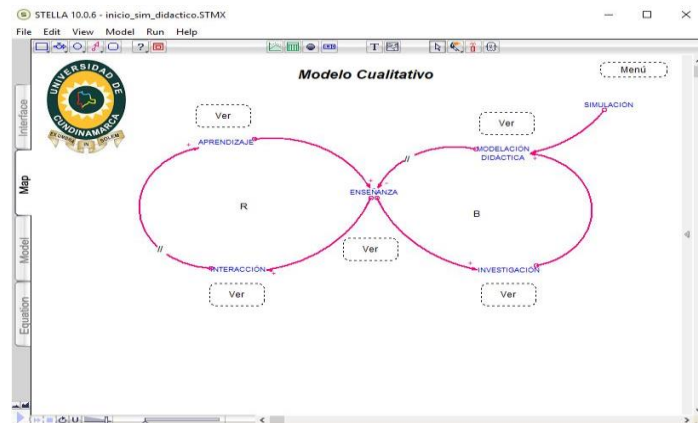 STELLA 10.0.6 - inicio_sim_didactico.STMX
File Edit View Model Run Help
Modelo Cualitativo
Menú
UNIVERSIDAD DE
CUNDINAMARCA
Interface
Map
Model
Equation
Ver
APRENDIZAJE
SIMULACIÓN
Ver
MODELACIÓN
DIDÁCTICA
ENSEÑANZA
R
B
Ver
INTERACCIÓN
INVESTIGACIÓN
Ver
Ver